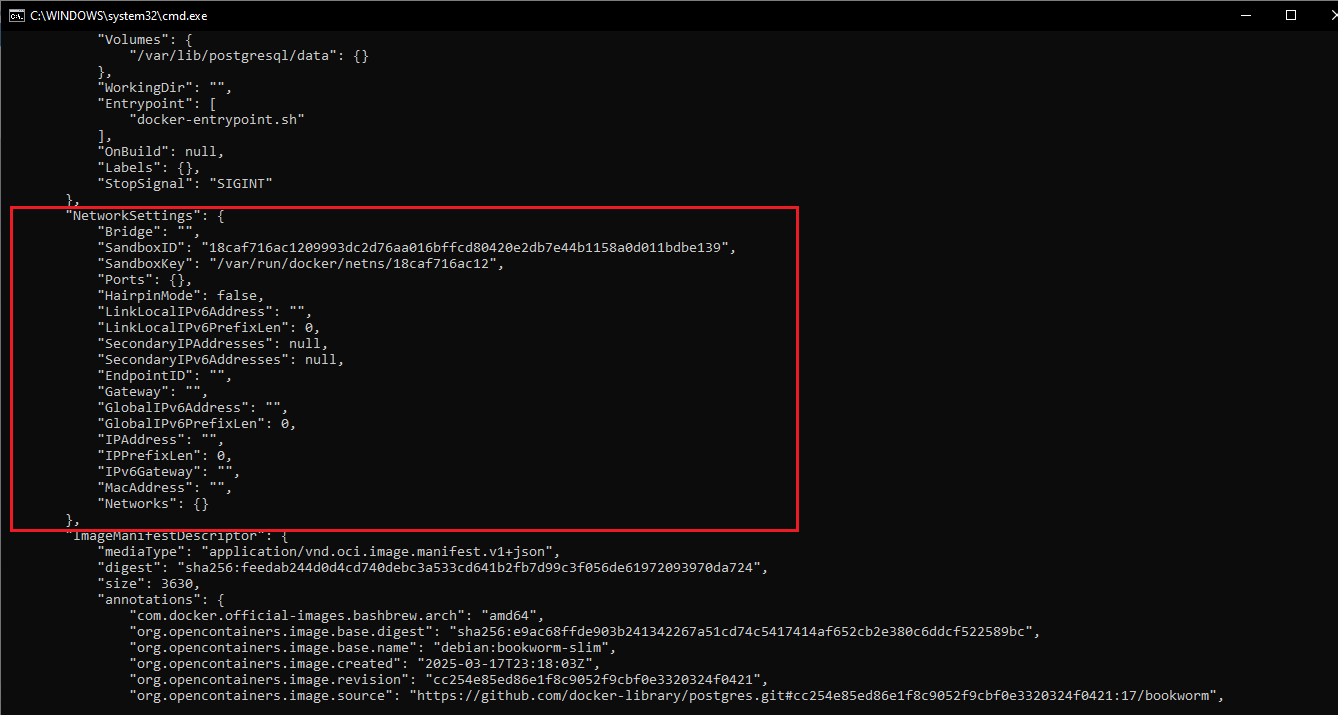 C:\WINDOWS\system32\cmd.exe
"Volumes": {
"/var/lib/postgresql/data": {}
},
"WorkingDir": "",
"Entrypoint": [
"docker-entrypoint.sh"
],
"OnBuild": null,
"Labels": {},
"StopSignal": "SIGINT"
},
"NetworkSettings": {
"Bridge": "",
"SandboxID": "18caf716ac1209993dc2d76aa016bffcd80420e2db7e44b1158a0d011bdbe139",
"SandboxKey": "/var/run/docker/netns/18caf716ac12",
"Ports": {},
"HairpinMode": false,
"LinkLocalIPv6Address": "",
"LinkLocalIPv6PrefixLen": 0,
"SecondaryIPAddresses": null,
"SecondaryIPv6Addresses": null,
"EndpointID": "",
"Gateway": "",
"GlobalIPv6Address": "",
"GlobalIPv6PrefixLen": 0,
"IPAddress": "",
"IPPrefixLen": 0,
"IPv6Gateway": "",
"MacAddress": "",
"Networks": {}
},
"ImageManifestDescriptor": {
"mediaType": "application/vnd.oci.image.manifest.v1+json",
"digest": "sha256:feedab244d0d4cd740debc3a533cd641b2fb7d99c3f056de61972093970da724",
"size": 3630,
"annotations": {
"com.docker.official-images.bashbrew.arch": "amd64",
"org.opencontainers.image.base.digest": "sha256:e9ac68ffde903b241342267a51cd74c5417414af652cb2e380c6ddcf522589bc",
"org.opencontainers.image.base.name": "debian:bookworm-slim",
"org.opencontainers.image.created": "2025-03-17T23:18:03Z",
"org.opencontainers.image.revision": "cc254e85ed86e1f8c9052f9cbf0e3320324f0421",
"org.opencontainers.image.source": "https://github.com/docker-library/postgres.git#cc254e85ed86e1f8c9052f9cbf0e3320324f0421:17/bookworm",